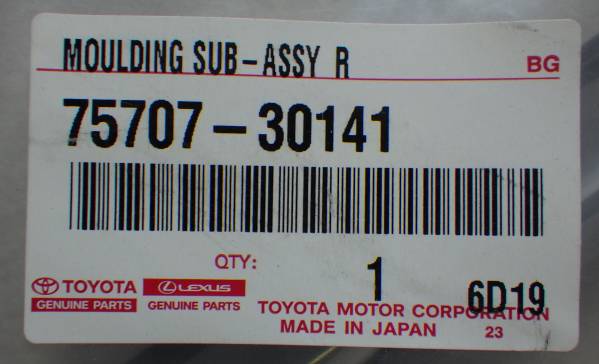 MOULDING SUB-ASSY R BG
75707-30141
QTY: 1 6D19
TOYOTA LEXUS
GENUINE PARTS GENUINE PARTS
TOYOTA MOTOR CORPORATION
MADE IN JAPAN 23